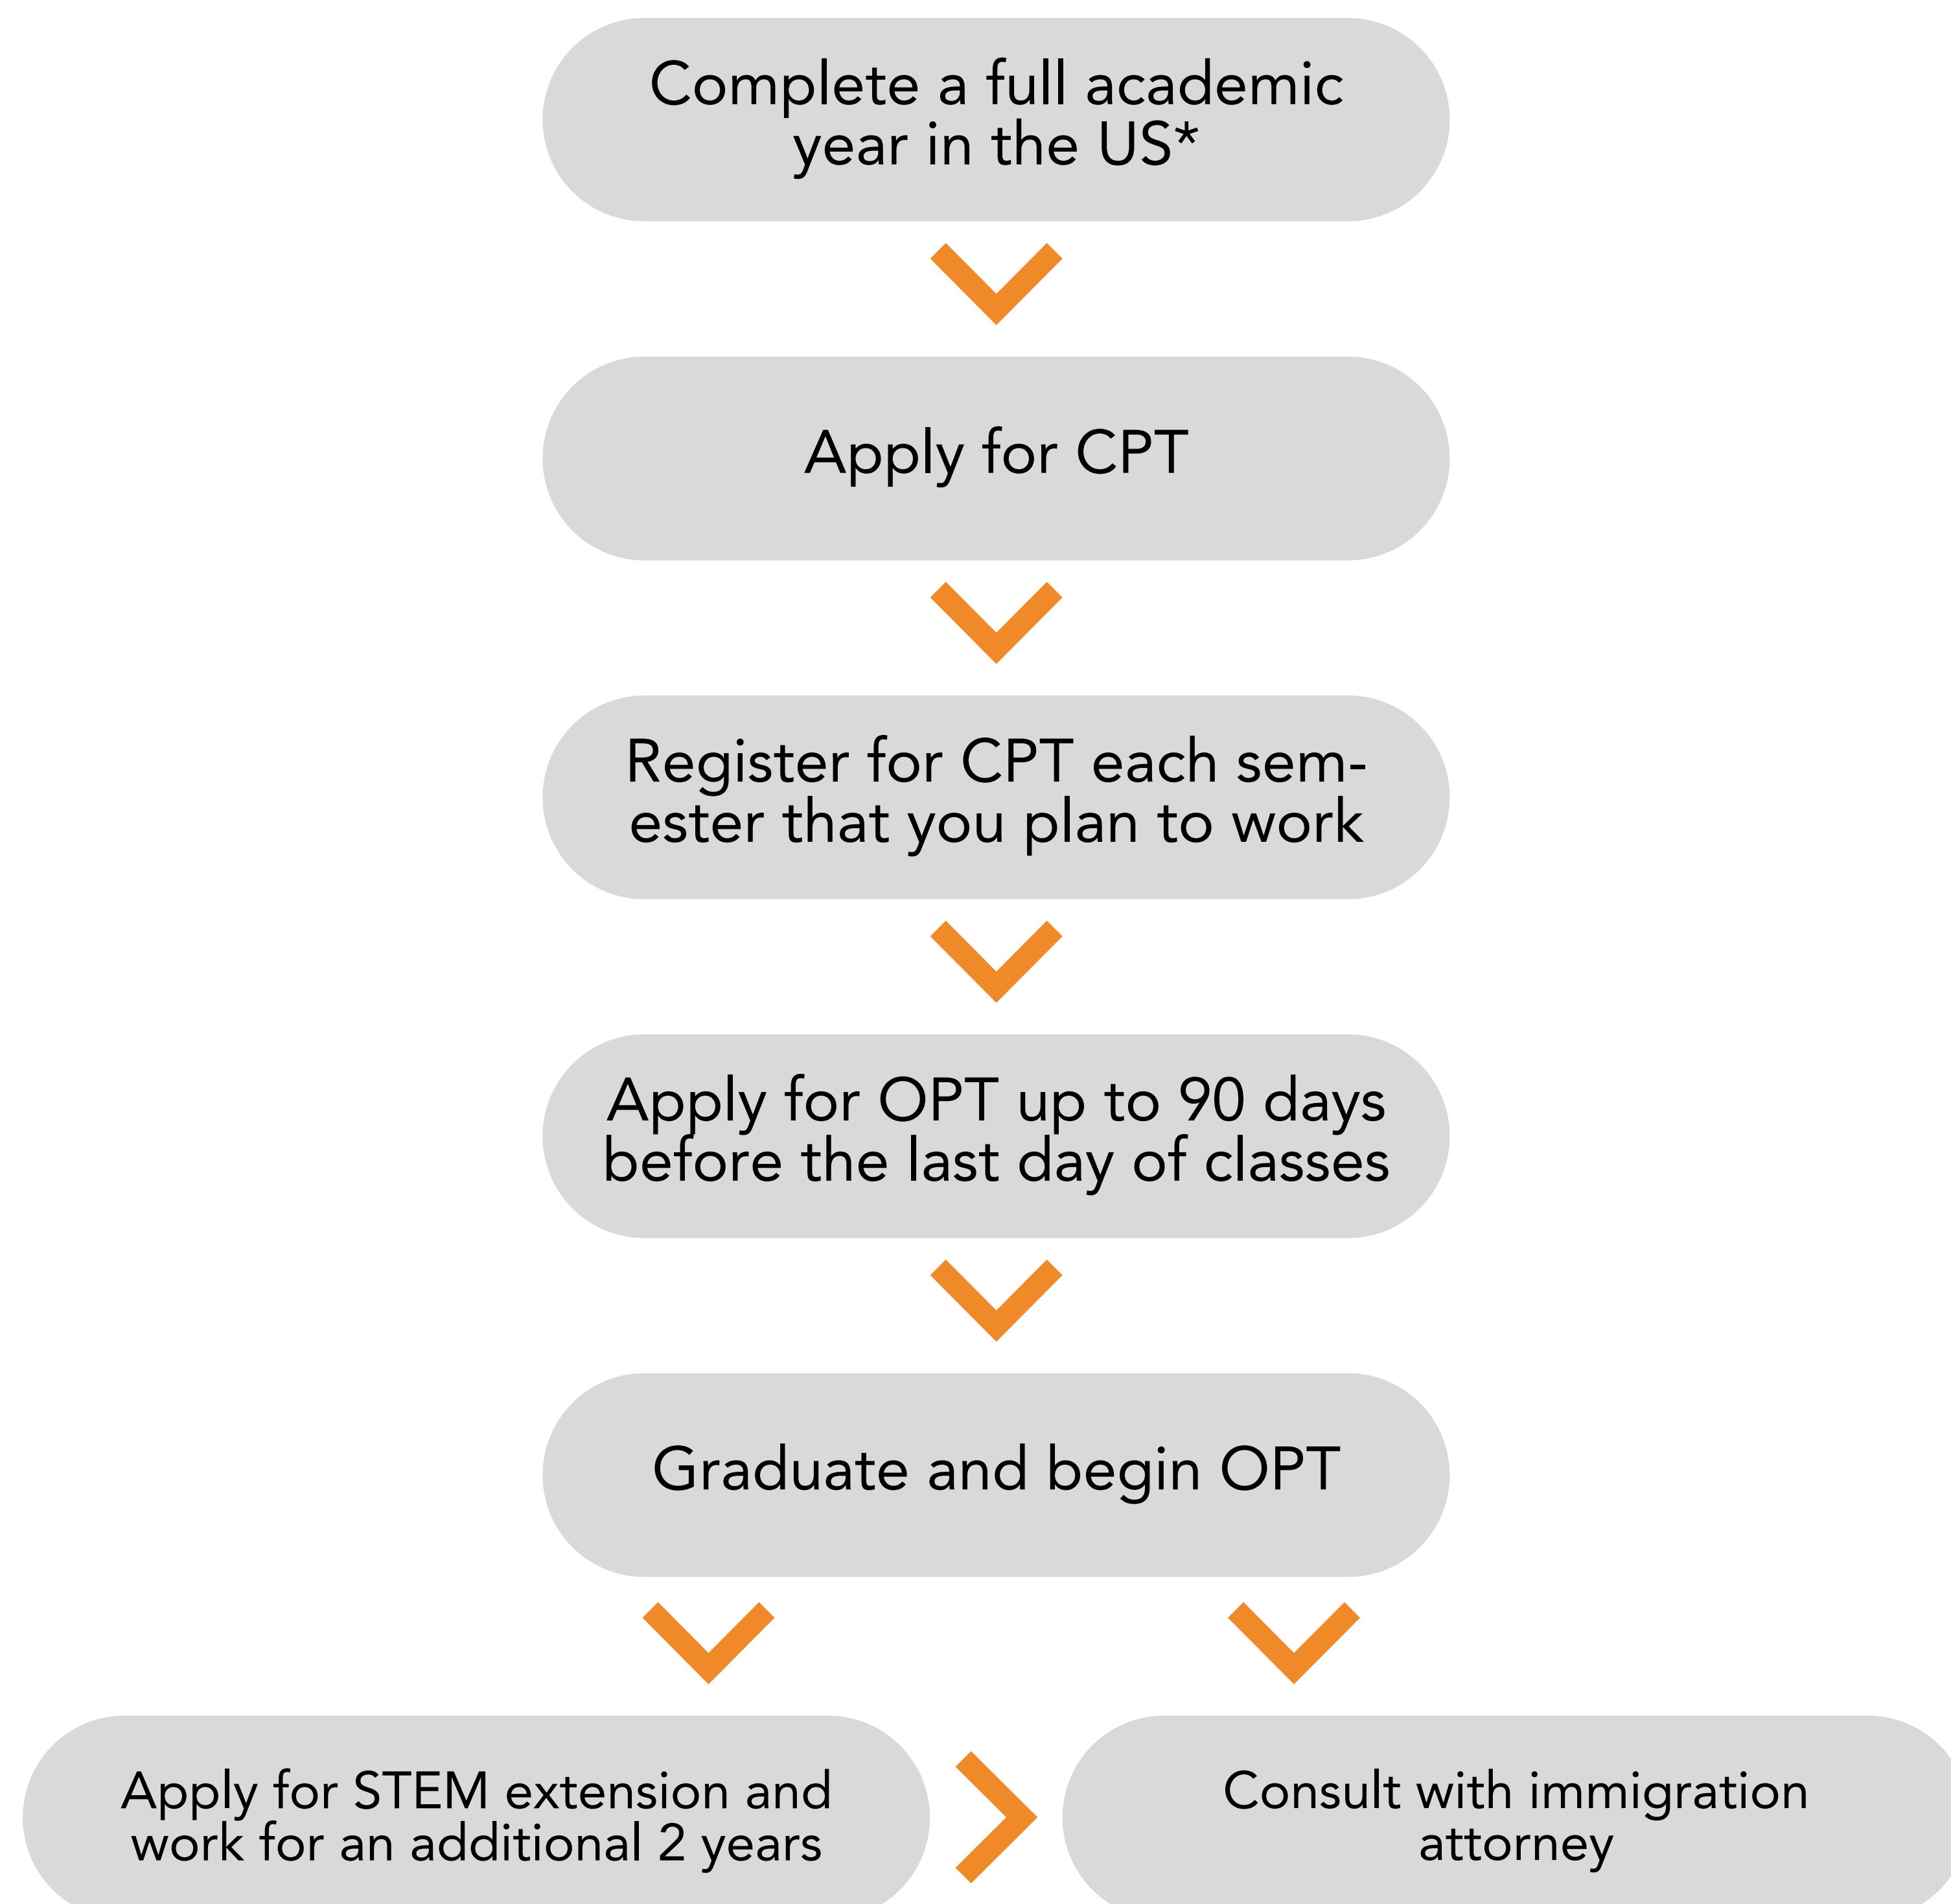 Complete a full academic
year in the US*
Apply for CPT
Register for CPT each sem-
ester that you plan to work
Apply for OPT up to 90 days
before the last day of classes
Graduate and begin OPT
Apply for STEM extension and
work for an additional 2 years
Consult with immigration
attorney